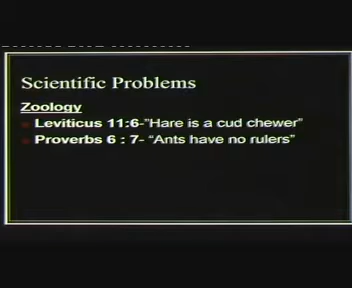 Scientific Problems
Zoology
Leviticus 11:6-"Hare is a cud chewer"
Proverbs 6 : 7- “Ants have no rulers”